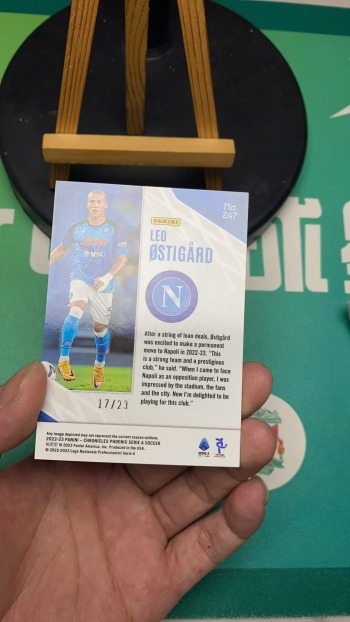 No.
247
PANINI
LEO
ØSTIGÅRD
N
After a string of loan deals, Østigård
was excited to make a permanent
move to Napoli in 2022-23. "This
is a strong team and a prestigious
club," he said. "When I came to face
Napoli as an opposition player, I was
impressed by the stadium, the fans
and the city. Now I'm delighted to be
playing for this club."
17/23
Any image depicted may not represent the current season uniform.
2022-23 PANINI - CHRONICLES PHOENIX SERIE A SOCCER
© 2023 Panini America, Inc. Produced in the USA.
© 2022-2023 Lega Nazionale Professionisti Serie A
SERIE A